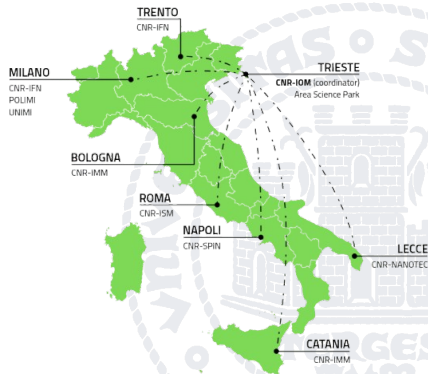 TRENTO
CNR-IFN
MILANO
CNR-IFN
POLIMI
UNIMI
TRIESTE
CNR-IOM (coordinator)
Area Science Park
BOLOGNA
CNR-IMM
ROMA
CNR-ISM
NAPOLI
CNR-SPIN
LECCE
CNR-NANOTEC
CATANIA
CNR-IMM